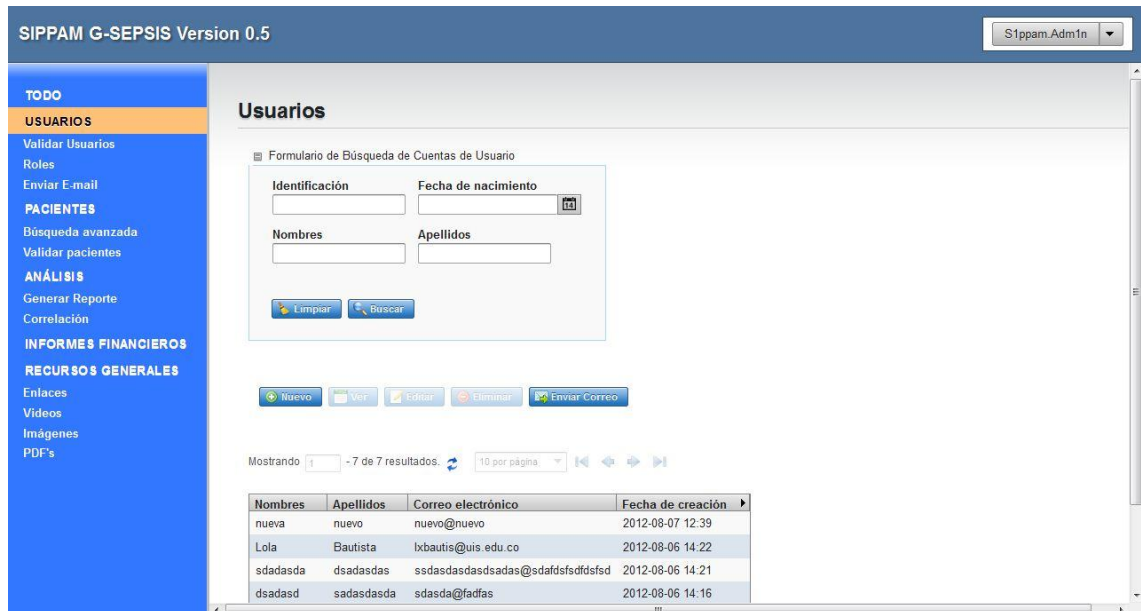 SIPPAM G-SEPSIS Version 0.5
S1ppam.Adm1n
TODO
USUARIOS
Validar Usuarios
Roles
Enviar E-mail
PACIENTES
Búsqueda avanzada
Validar pacientes
ANÁLISIS
Generar Reporte
Correlación
INFORMES FINANCIEROS
RECURSOS GENERALES
Enlaces
Videos
Imágenes
PDF's
Usuarios
Formulario de Búsqueda de Cuentas de Usuario
Identificación Fecha de nacimiento
14
Nombres Apellidos
Limpiar Buscar
Nuevo Ver Editar Eliminar Enviar Correo
Mostrando 1 - 7 de 7 resultados. 10 por página
Nombres Apellidos Correo electrónico Fecha de creación
nueva nuevo nuevo@nuevo 2012-08-07 12:39
Lola Bautista lxbautis@uis.edu.co 2012-08-06 14:22
sdadasda dsadasdas ssdasdasdasdsadas@sdafdsfsdfdsfsd 2012-08-06 14:21
dsadasd sadasdasda sdasda@fadfas 2012-08-06 14:16